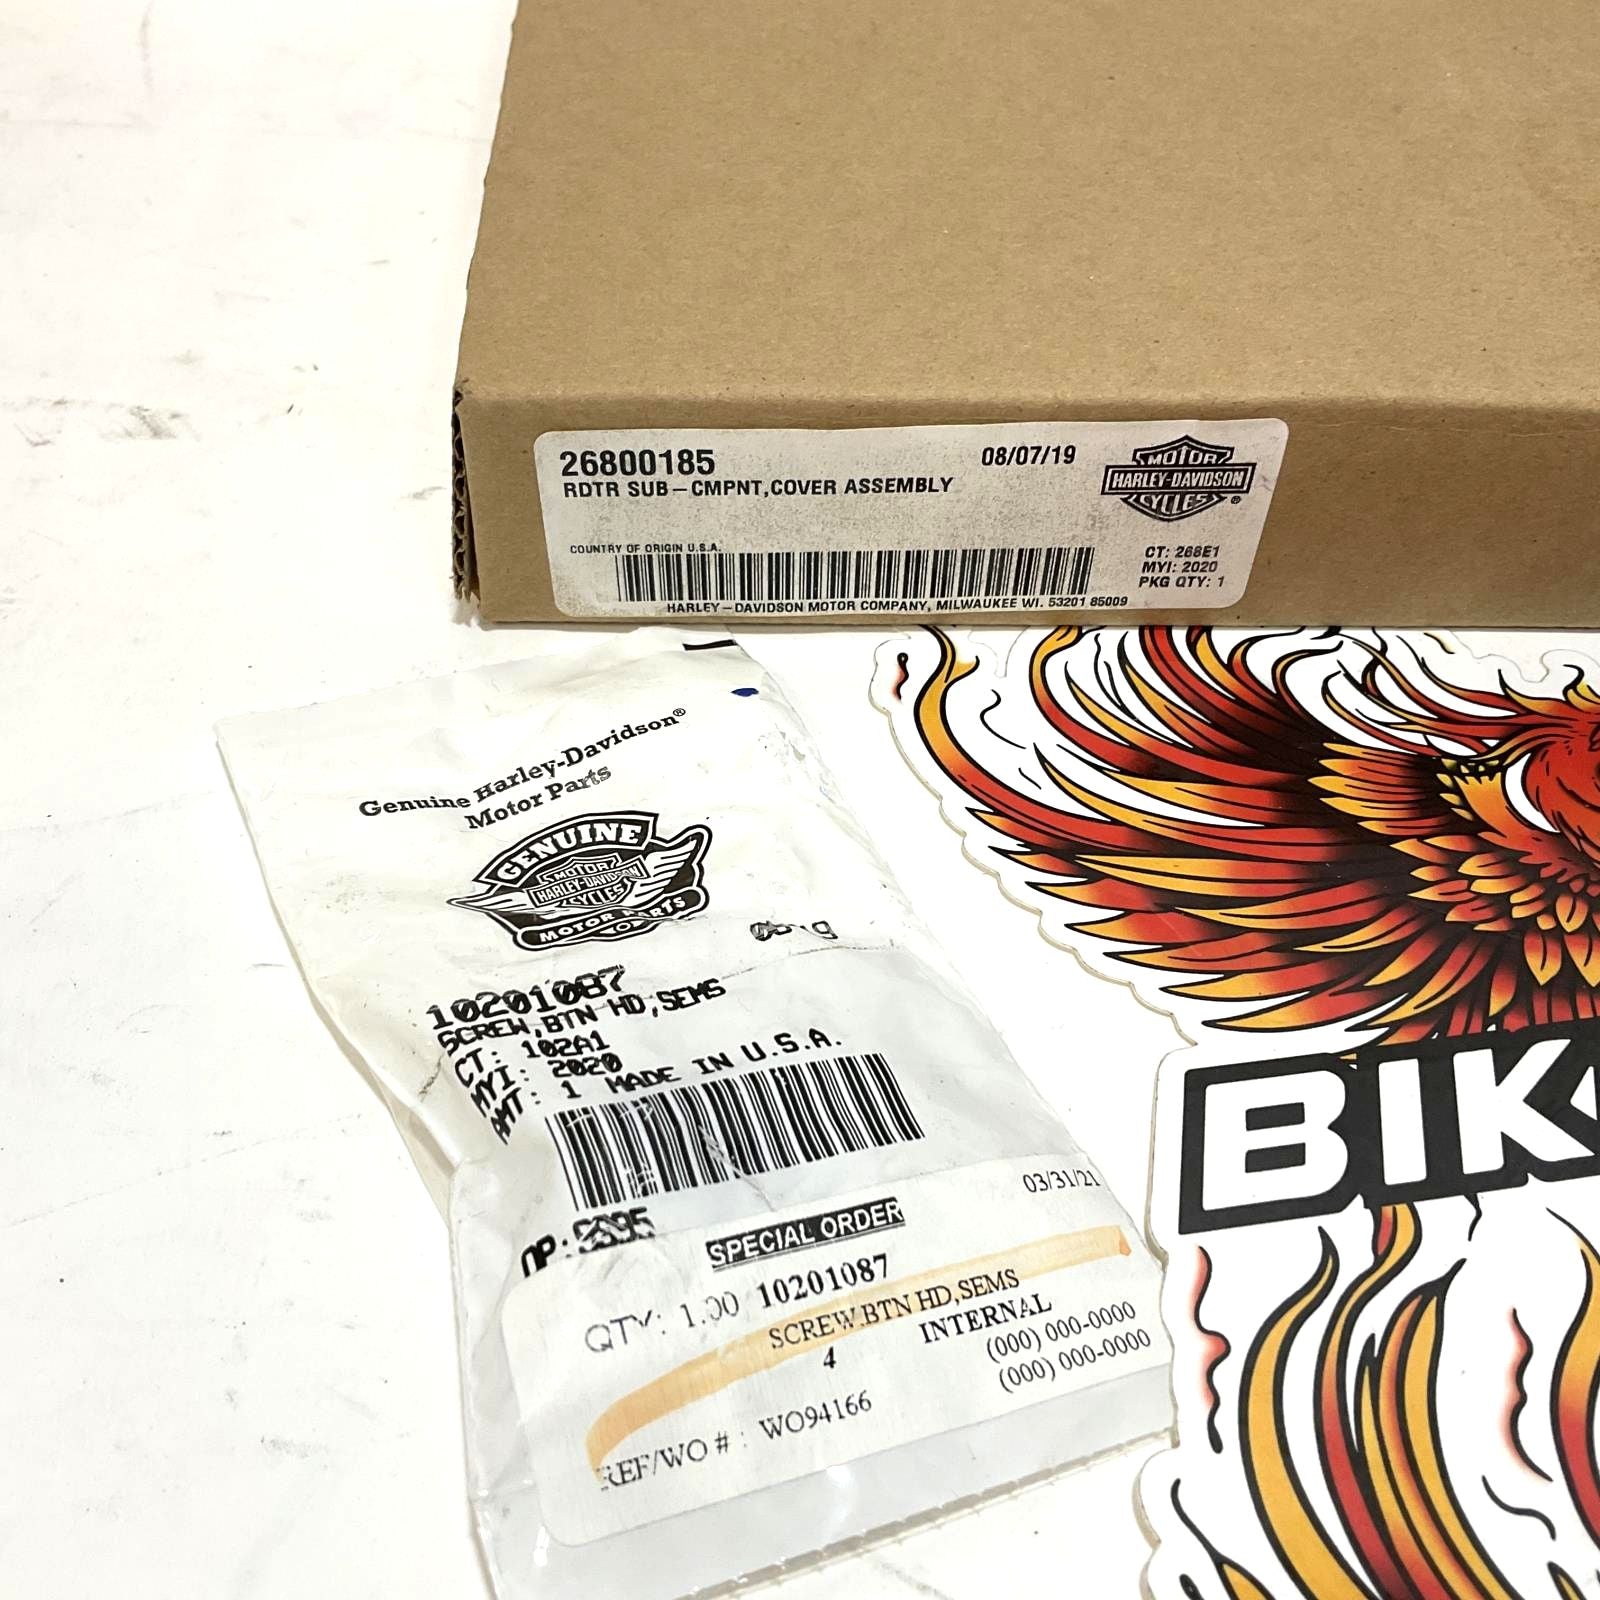 26800185
08/07/19
RDTR SUB-CMPNT,COVER ASSEMBLY
MOTOR
HARLEY-DAVIDSON
CYCLES®
COUNTRY OF ORIGIN U.S.A.
CT: 268E1
MYI: 2020
PKG QTY: 1
HARLEY-DAVIDSON MOTOR COMPANY, MILWAUKEE WI. 53201 85009
Genuine Harley-Davidson®
Motor Parts
GENUINE
MOTOR
HARLEY-DAVIDSON
CYCLES
MOTOR PARTS
10201087
SCREW,BTN HD,SEMS
CT: 102A1
MYI: 2020
AMT: 1 MADE IN U.S.A.
OP:
03/31/21
SPECIAL ORDER
QTY: 1.00 10201087
SCREW.BTN HD,SEMS
4 INTERNAL
(000) 000-0000
(000) 000-0000
REF/WO # : WO94166
BIK